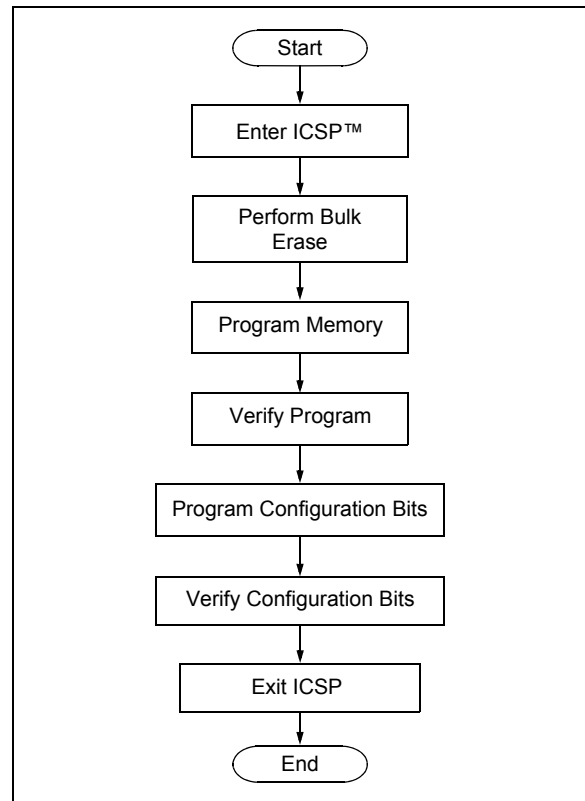 Start
Enter ICSP™
Perform Bulk
Erase
Program Memory
Verify Program
Program Configuration Bits
Verify Configuration Bits
Exit ICSP
End